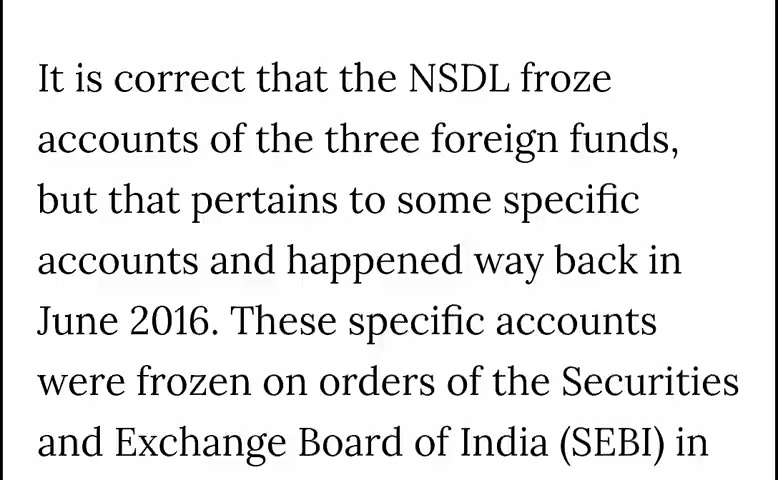 It is correct that the NSDL froze
accounts of the three foreign funds,
but that pertains to some specific
accounts and happened way back in
June 2016. These specific accounts
were frozen on orders of the Securities
and Exchange Board of India (SEBI) in